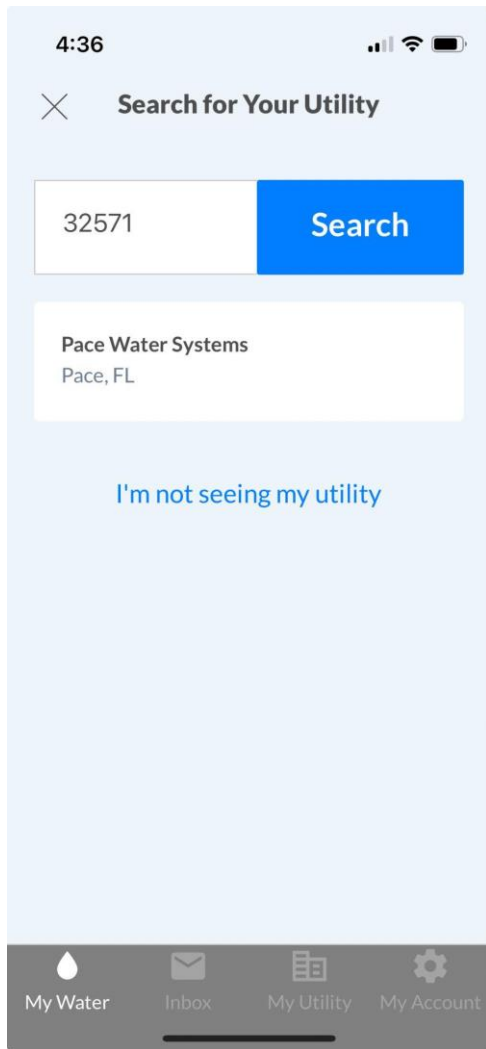 4:36
Search for Your Utility
32571
Search
Pace Water Systems
Pace, FL
I'm not seeing my utility
My Water
Inbox
My Utility
My Account